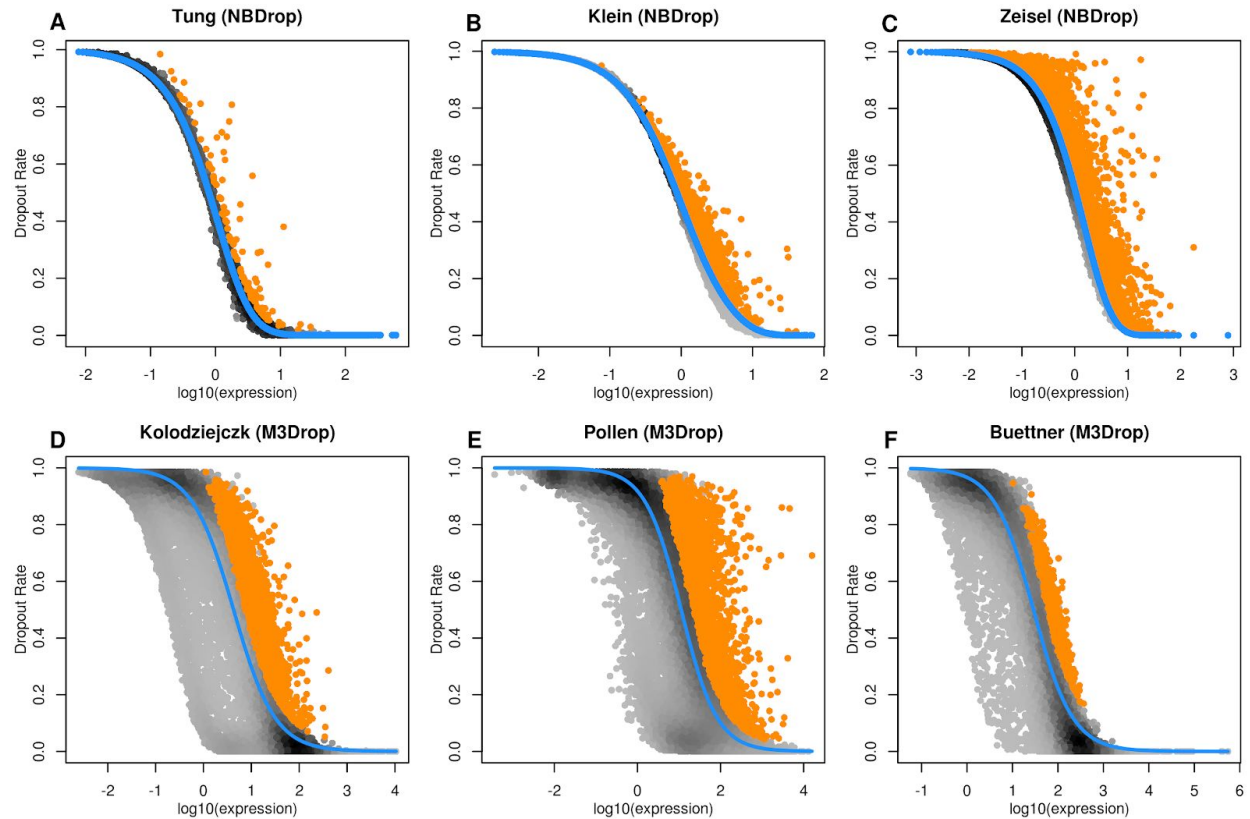 A
Tung (NBDrop)
Dropout Rate
0.0 0.2 0.4 0.6 0.8 1.0
-2 -1 0 1 2
log10(expression)
B
Klein (NBDrop)
Dropout Rate
0.0 0.2 0.4 0.6 0.8 1.0
-2 -1 0 1 2
log10(expression)
C
Zeisel (NBDrop)
Dropout Rate
0.0 0.2 0.4 0.6 0.8 1.0
-3 -2 -1 0 1 2 3
log10(expression)
D
Kolodziejczk (M3Drop)
Dropout Rate
0.0 0.2 0.4 0.6 0.8 1.0
-2 -1 0 1 2 3 4
log10(expression)
E
Pollen (M3Drop)
Dropout Rate
0.0 0.2 0.4 0.6 0.8 1.0
-2 0 2 4
log10(expression)
F
Buettner (M3Drop)
Dropout Rate
0.0 0.2 0.4 0.6 0.8 1.0
-1 0 1 2 3 4 5 6
log10(expression)